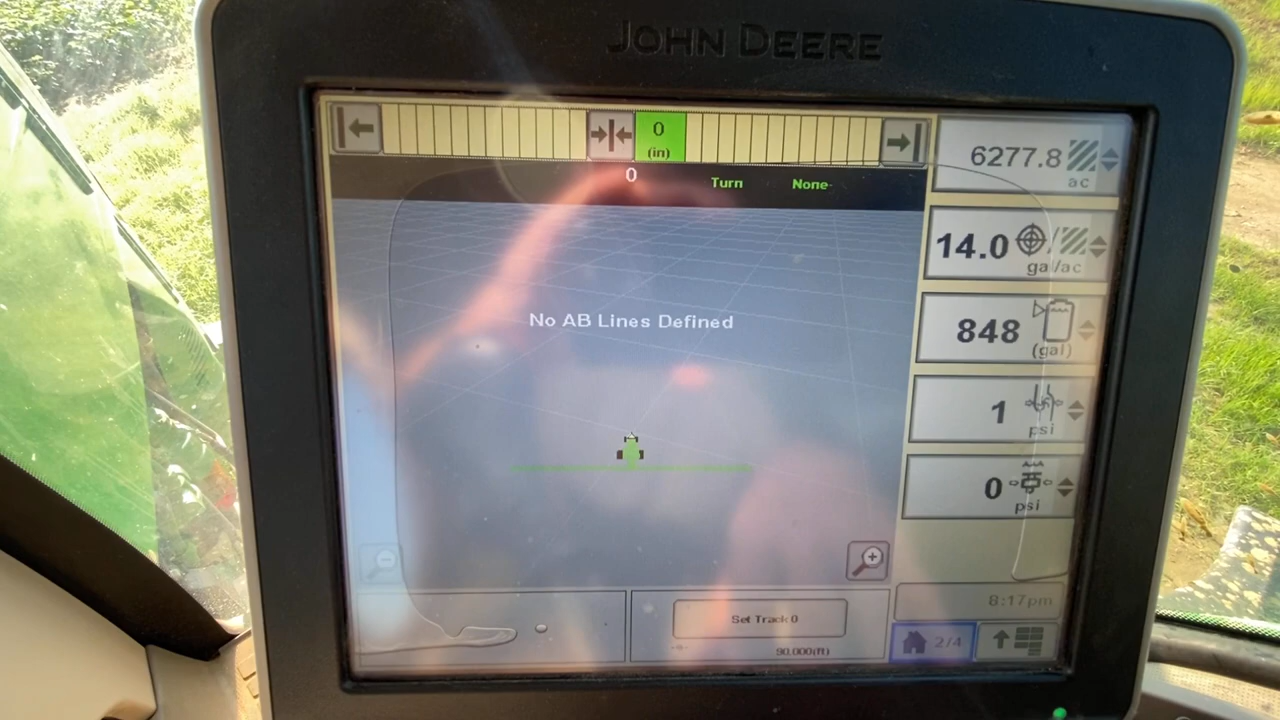 JOHN DEERE
0
(in)
0
Turn
None
6277.8
ac
14.0
gal/ac
848
(gal)
1
psi
0
psi
No AB Lines Defined
Set Track 0
90.000(ft)
8:17pm
2/4